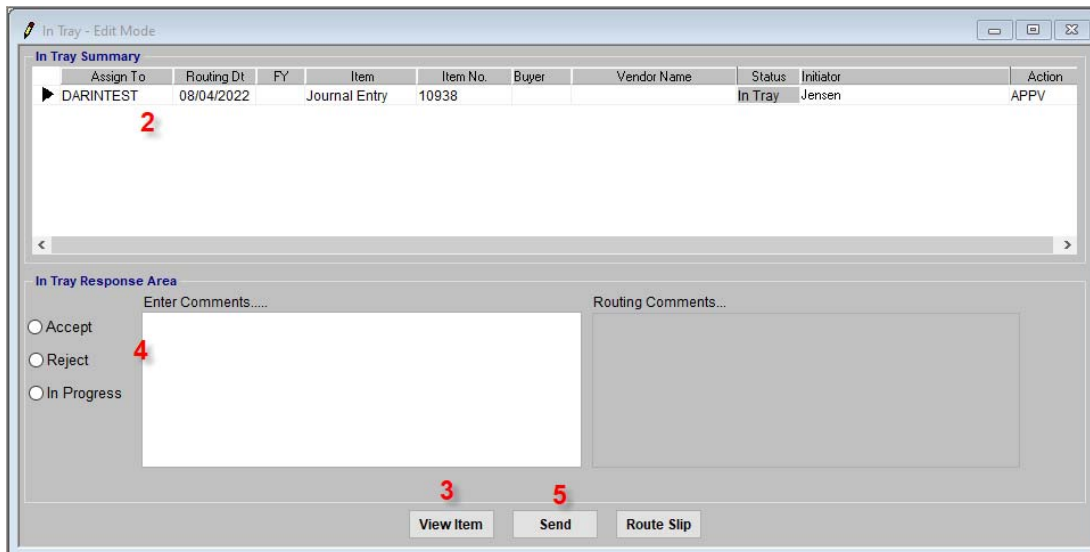 In Tray - Edit Mode
In Tray Summary
Assign To Routing Dt FY Item Item No. Buyer Vendor Name Status Initiator Action
DARINTEST 08/04/2022 Journal Entry 10938 In Tray Jensen APPV
2
In Tray Response Area
Enter Comments..... Routing Comments...
Accept
4
Reject
In Progress
3 5
View Item Send Route Slip